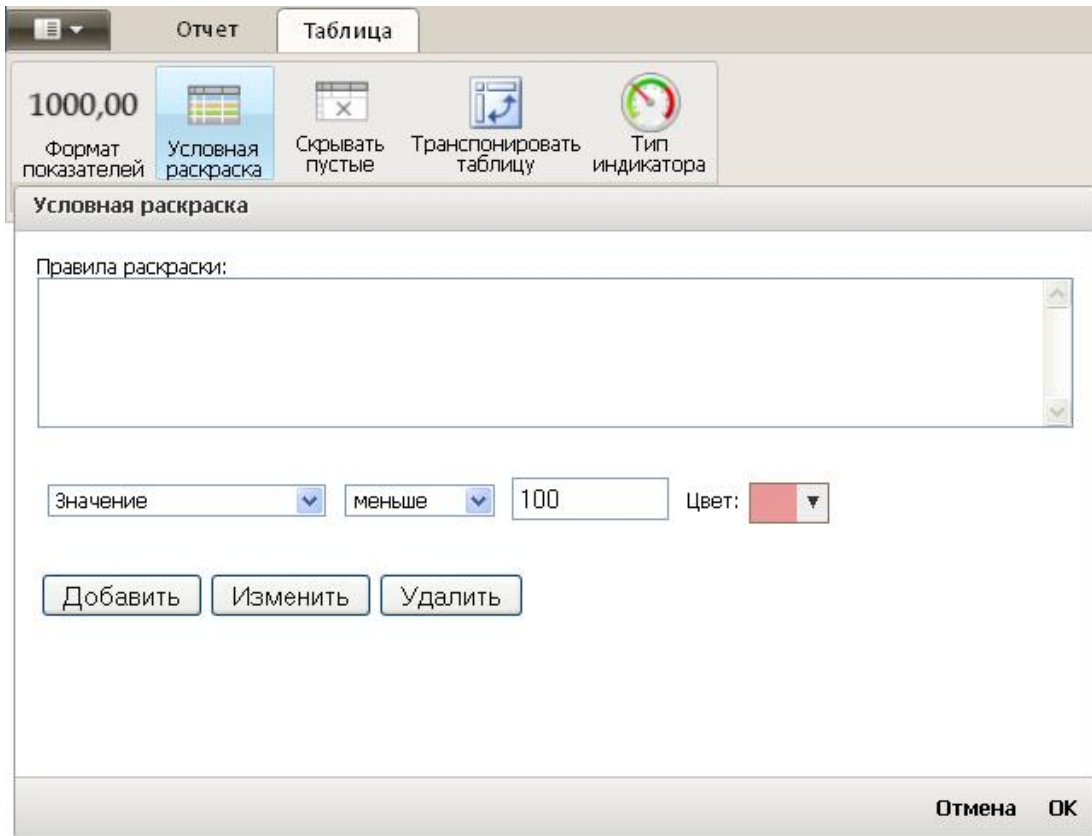 Отчет Таблица
1000,00
Формат показателей
Условная раскраска
Скрывать пустые
Транспонировать таблицу
Тип индикатора
Условная раскраска
Правила раскраски:
Значение меньше 100 Цвет:
Добавить Изменить Удалить
Отмена OK